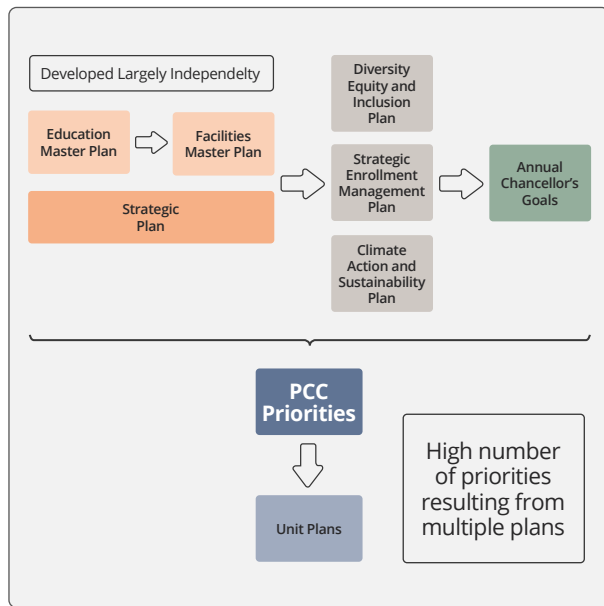 Developed Largely Independelty
Education
Master Plan
Facilities
Master Plan
Strategic
Plan
Diversity
Equity and
Inclusion
Plan
Strategic
Enrollment
Management
Plan
Climate
Action and
Sustainability
Plan
Annual
Chancellor's
Goals
PCC
Priorities
Unit Plans
High number
of priorities
resulting from
multiple plans